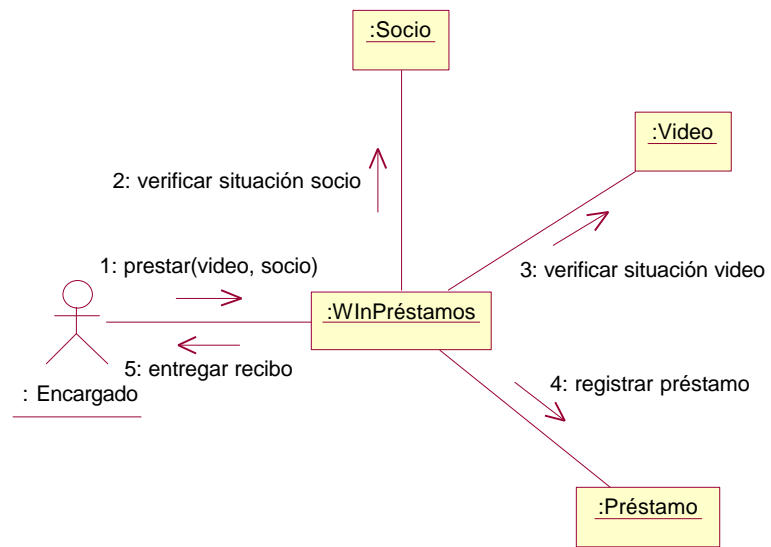 :Socio
:Video
2: verificar situación socio
1: prestar(video, socio)
3: verificar situación video
:WInPréstamos
5: entregar recibo
: Encargado
4: registrar préstamo
:Préstamo